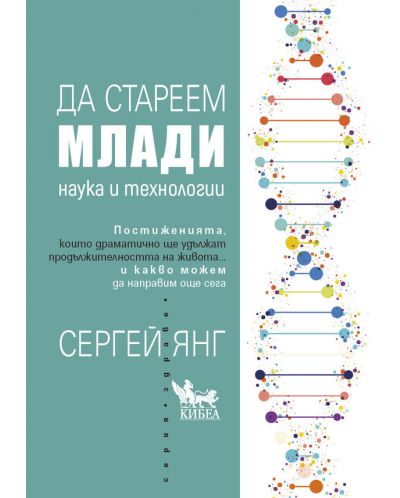 ДА СТАРЕЕМ
МЛАДИ
наука и технологии
Постиженията,
които драматично ще удължат
продължителността на живота...
и какво можем
да направим още сега
СЕРГЕЙ ЯНГ
КИБЕА
серия • здраве •